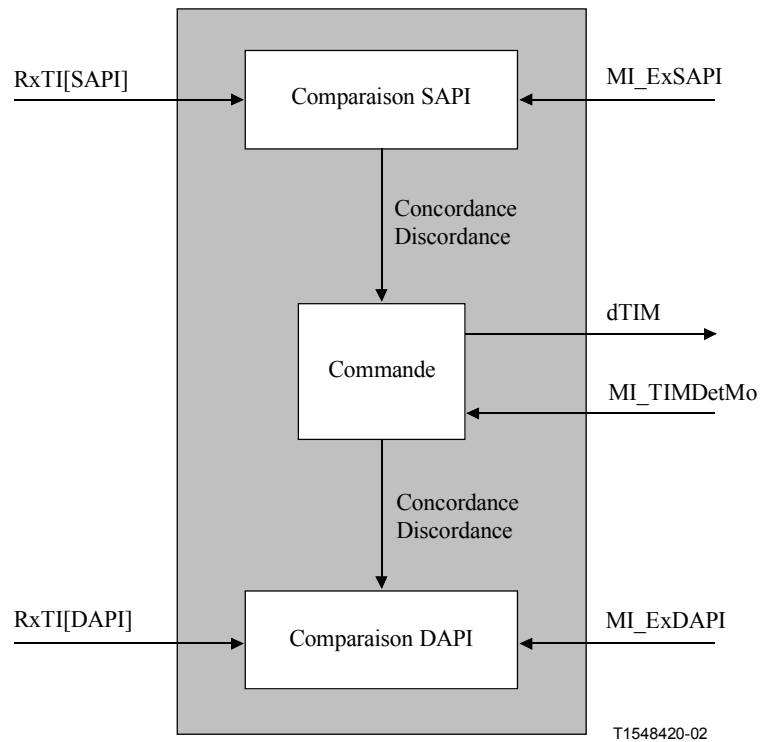 RxTI[SAPI]
Comparaison SAPI
MI_ExSAPI
Concordance
Discordance
dTIM
Commande
MI_TIMDetMo
Concordance
Discordance
RxTI[DAPI]
Comparaison DAPI
MI_ExDAPI
T1548420-02